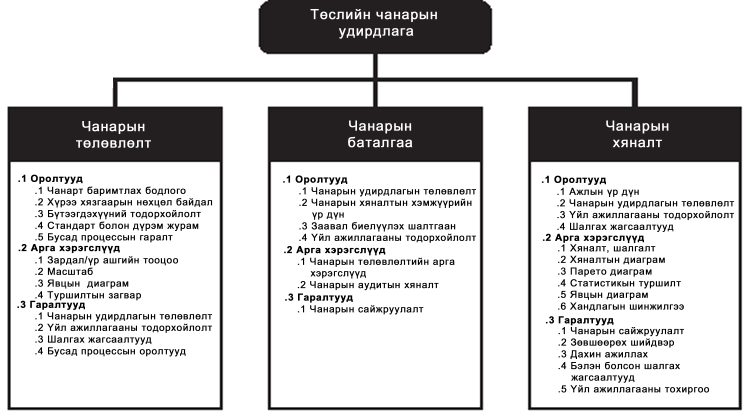 Төслийн чанарын
удирдлага
Чанарын
төлөвлөлт
.1 Оролтууд
.1 Чанарт баримтлах бодлого
.2 Хүрээ хязгаарын нөхцөл байдал
.3 Бүтээгдэхүүний тодорхойлолт
.4 Стандарт болон дүрэм журам
.5 Бусад процессын гаралт
.2 Арга хэрэгслүүд
.1 Зардал/үр ашгийн тооцоо
.2 Масштаб
.3 Явцын диаграм
.4 Туршилтын загвар
.3 Гаралтууд
.1 Чанарын удирдлагын төлөвлөлт
.2 Үйл ажиллагааны тодорхойлолт
.3 Шалгах жагсаалтууд
.4 Бусад процессын оролтууд
Чанарын
баталгаа
.1 Оролтууд
.1 Чанарын удирдлагын төлөвлөлт
.2 Чанарын хяналтын хэмжүүрийн
үр дүн
.3 Заавал биелүүлэх шалтгаан
.4 Үйл ажиллагааны тодорхойлолт
.2 Арга хэрэгслүүд
.1 Чанарын төлөвлөлтийн арга
хэрэгслүүд
.2 Чанарын аудитын хяналт
.3 Гаралтууд
.1 Чанарын сайжруулалт
Чанарын
хяналт
.1 Оролтууд
.1 Ажлын үр дүн
.2 Чанарын удирдлагын төлөвлөлт
.3 Үйл ажиллагааны тодорхойлолт
.4 Шалгах жагсаалтууд
.2 Арга хэрэгслүүд
.1 Хяналт, шалгалт
.2 Хяналтын диаграм
.3 Парето диаграм
.4 Статистикын туршилт
.5 Явцын диаграм
.6 Хандлагын шинжилгээ
.3 Гаралтууд
.1 Чанарын сайжруулалт
.2 Зөвшөөрөх шийдвэр
.3 Дахин ажиллах
.4 Бэлэн болсон шалгах
жагсаалтууд
.5 Үйл ажиллагааны тохиргоо